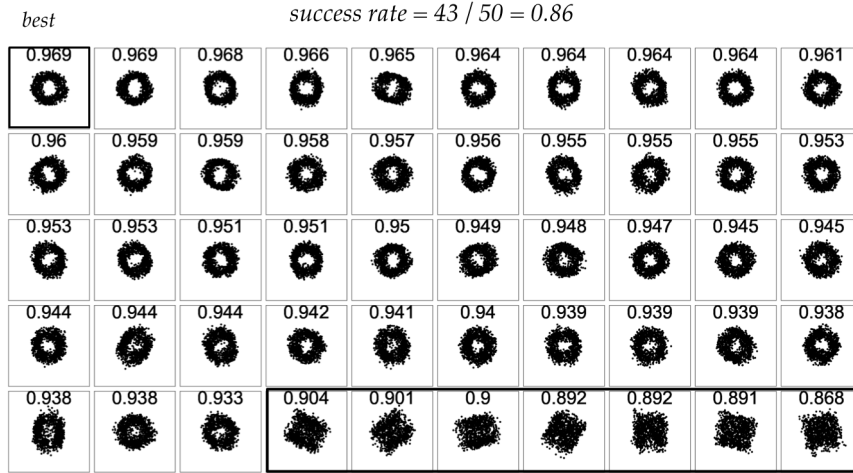 best
success rate = 43 / 50 = 0.86
0.969 0.969 0.968 0.966 0.965 0.964 0.964 0.964 0.964 0.961
0.96 0.959 0.959 0.958 0.957 0.956 0.955 0.955 0.955 0.953
0.953 0.953 0.951 0.951 0.95 0.949 0.948 0.947 0.945 0.945
0.944 0.944 0.944 0.942 0.941 0.94 0.939 0.939 0.939 0.938
0.938 0.938 0.933 0.904 0.901 0.9 0.892 0.892 0.891 0.868